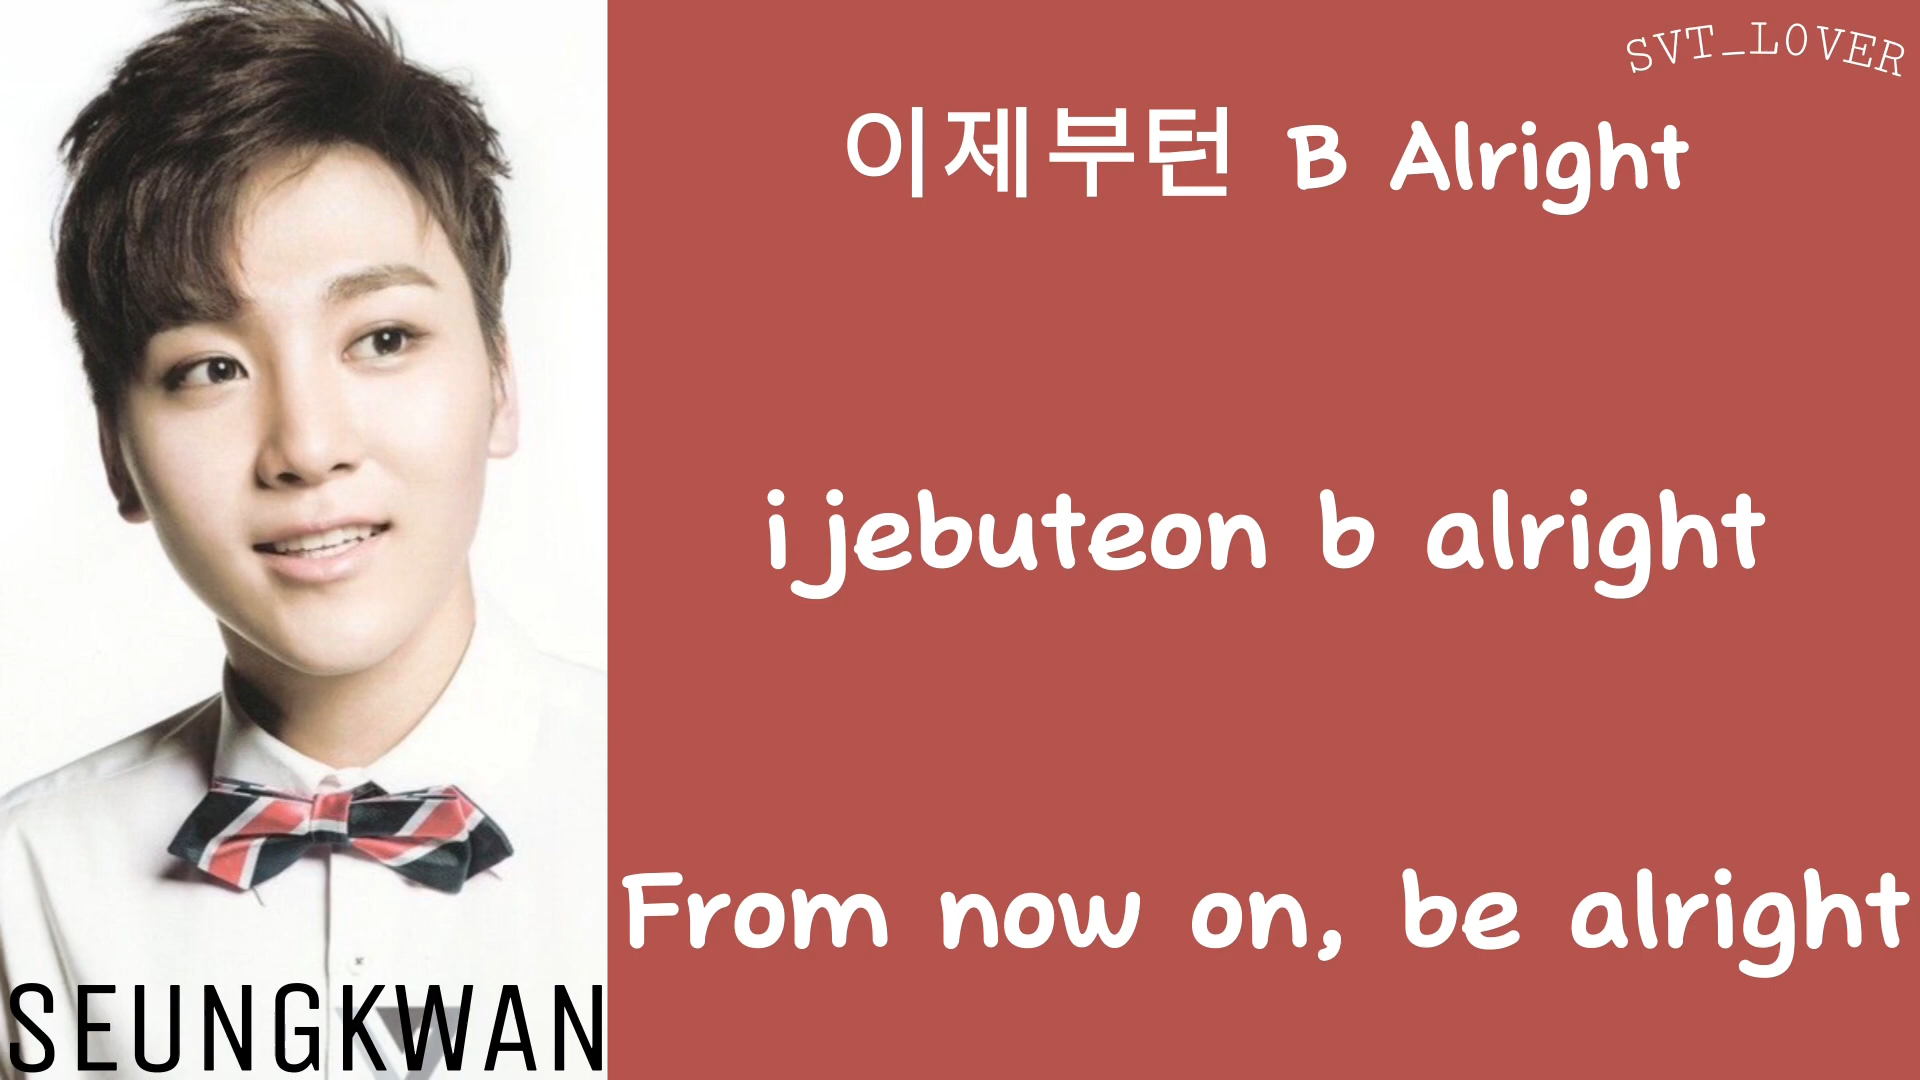 SVT_LOVER
이제부턴 B Alright
ijebuteon b alright
From now on, be alright
SEUNGKWAN